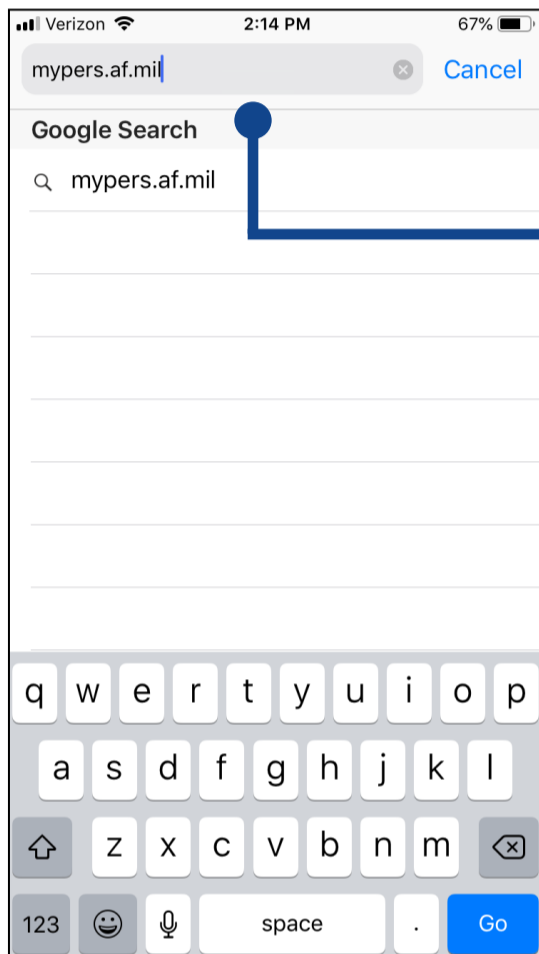 Verizon 2:14 PM 67%
mypers.af.mil Cancel
Google Search
mypers.af.mil
q w e r t y u i o p
a s d f g h j k l
z x c v b n m
123 space . Go